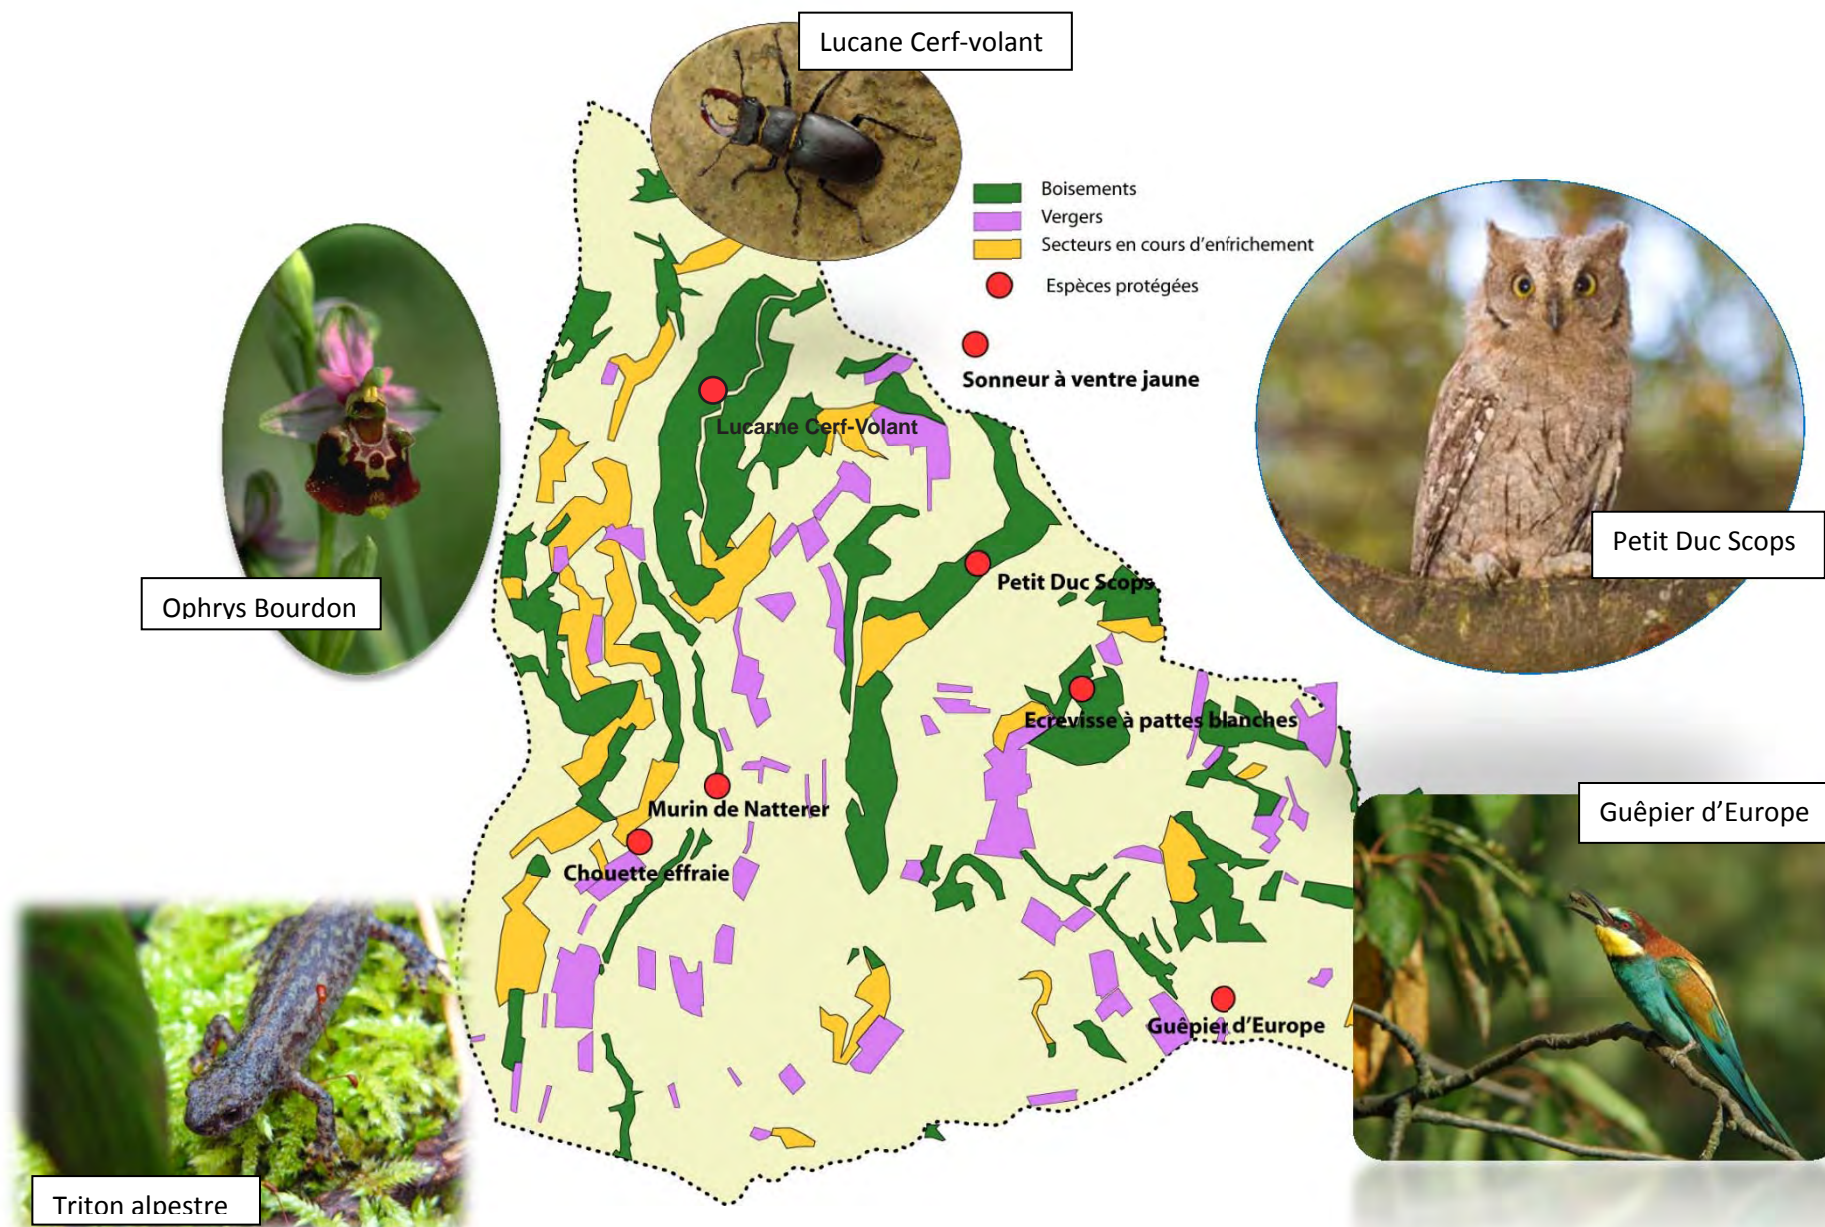 Lucane Cerf-volant
Boisements
Vergers
Secteurs en cours d'enfrichement
Espèces protégées
Sonneur à ventre jaune
Lucarne Cerf-Volant
Petit Duc Scops
Petit Duc Scops
Ophrys Bourdon
Ecrevisse à pattes blanches
Murin de Natterer
Guêpier d'Europe
Chouette effraie
Guêpier d'Europe
Triton alpestre